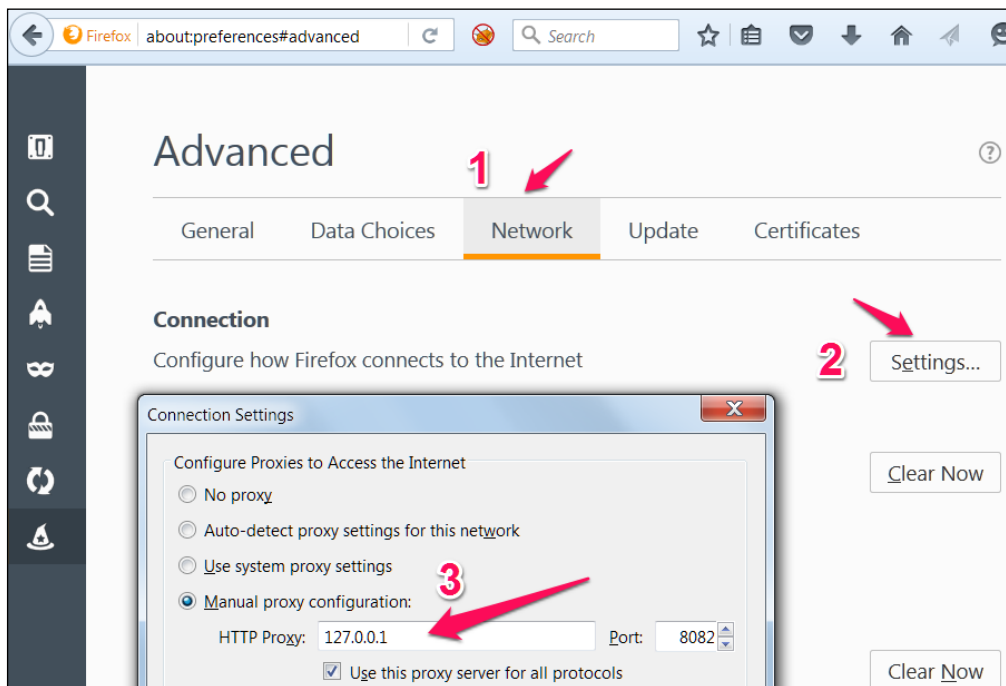 Firefox about:preferences#advanced Search
Advanced
1
?
General Data Choices Network Update Certificates
Connection
Configure how Firefox connects to the Internet
2
Settings...
Connection Settings
X
Configure Proxies to Access the Internet
Clear Now
No proxy
Auto-detect proxy settings for this network
Use system proxy settings
3
Manual proxy configuration:
HTTP Proxy: 127.0.0.1 Port: 8082
Use this proxy server for all protocols
Clear Now